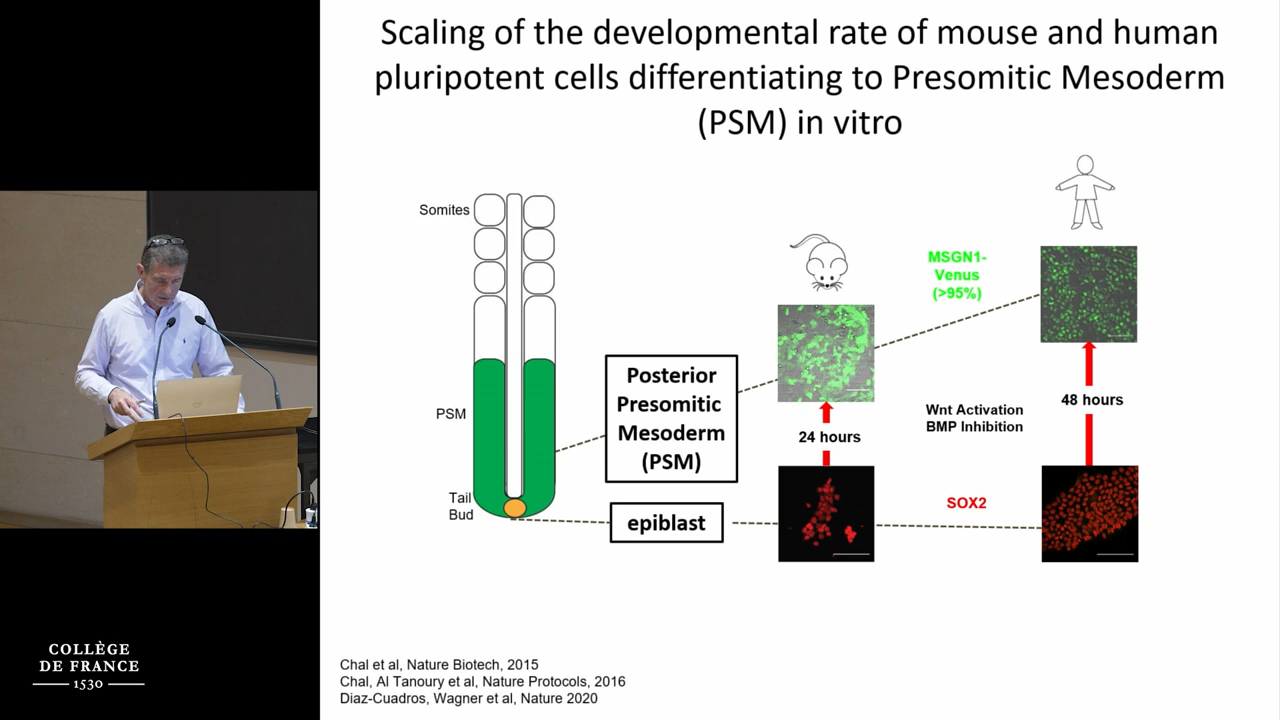 Scaling of the developmental rate of mouse and human
pluripotent cells differentiating to Presomitic Mesoderm
(PSM) in vitro
Somites
PSM
Tail
Bud
Posterior
Presomitic
Mesoderm
(PSM)
epiblast
24 hours
MSGN1-
Venus
(>95%)
Wnt Activation
BMP Inhibition
SOX2
48 hours
Chal et al, Nature Biotech, 2015
Chal, Al Tanoury et al, Nature Protocols, 2016
Diaz-Cuadros, Wagner et al, Nature 2020
COLLÈGE
DE FRANCE
1530